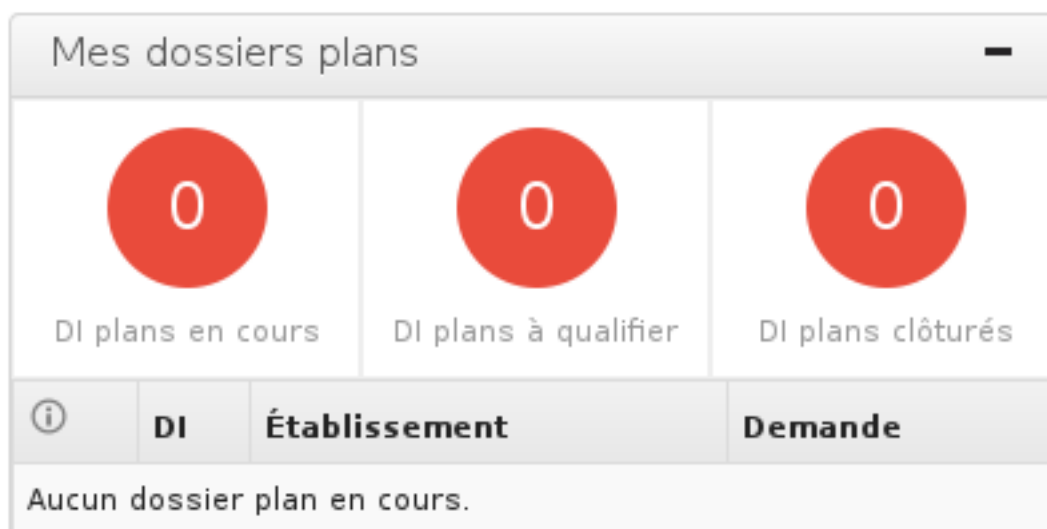 Mes dossiers plans
0 0 0
DI plans en cours DI plans à qualifier DI plans clôturés
DI Établissement Demande
Aucun dossier plan en cours.